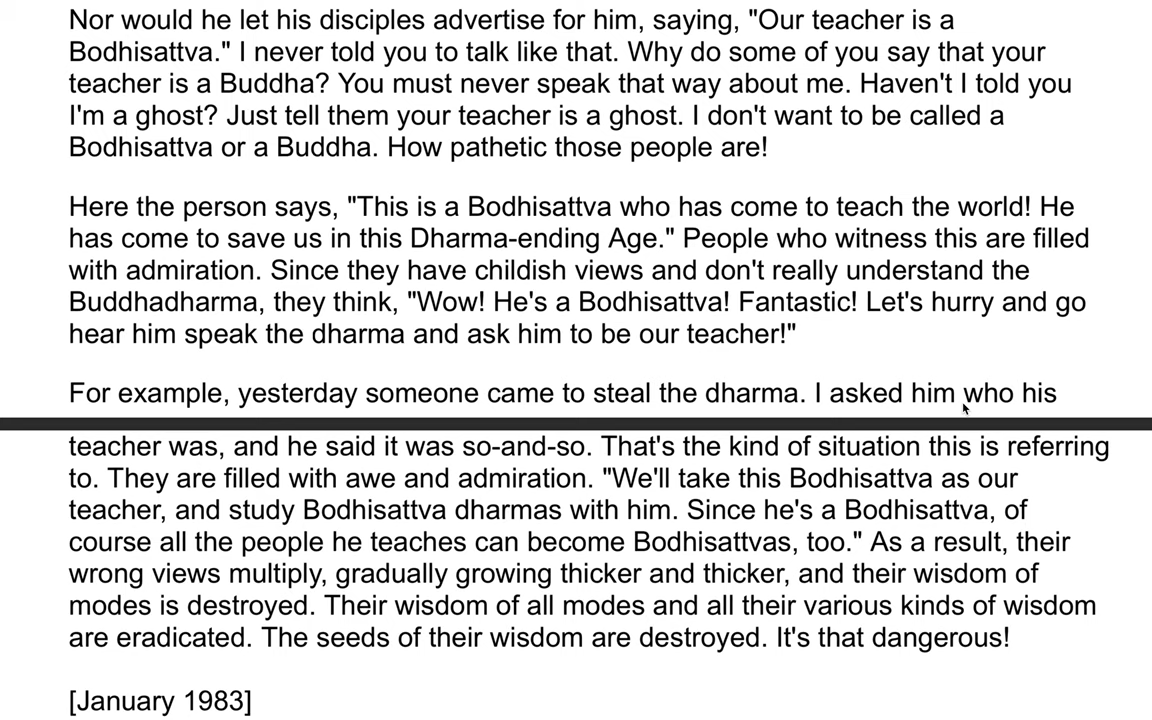 Nor would he let his disciples advertise for him, saying, "Our teacher is a
Bodhisattva." I never told you to talk like that. Why do some of you say that your
teacher is a Buddha? You must never speak that way about me. Haven't I told you
I'm a ghost? Just tell them your teacher is a ghost. I don't want to be called a
Bodhisattva or a Buddha. How pathetic those people are!
Here the person says, "This is a Bodhisattva who has come to teach the world! He
has come to save us in this Dharma-ending Age." People who witness this are filled
with admiration. Since they have childish views and don't really understand the
Buddhadharma, they think, "Wow! He's a Bodhisattva! Fantastic! Let's hurry and go
hear him speak the dharma and ask him to be our teacher!"
For example, yesterday someone came to steal the dharma. I asked him who his
teacher was, and he said it was so-and-so. That's the kind of situation this is referring
to. They are filled with awe and admiration. "We'll take this Bodhisattva as our
teacher, and study Bodhisattva dharmas with him. Since he's a Bodhisattva, of
course all the people he teaches can become Bodhisattvas, too." As a result, their
wrong views multiply, gradually growing thicker and thicker, and their wisdom of
modes is destroyed. Their wisdom of all modes and all their various kinds of wisdom
are eradicated. The seeds of their wisdom are destroyed. It's that dangerous!
[January 1983]